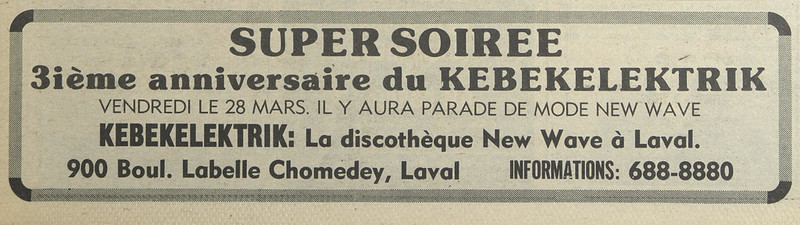 SUPER SOIREE
3ième anniversaire du KEBEKELEKTRIK
VENDREDI LE 28 MARS. IL Y AURA PARADE DE MODE NEW WAVE
KEBEKELEKTRIK: La discothèque New Wave à Laval.
900 Boul. Labelle Chomedey, Laval INFORMATIONS: 688-8880